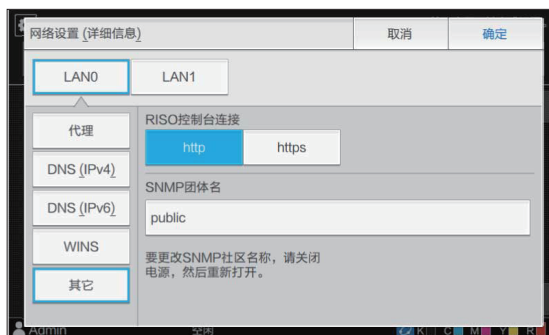 网络设置 (详细信息)
取消
确定
LAN0
LAN1
代理
DNS (IPv4)
DNS (IPv6)
WINS
其它
RISO控制台连接
http
https
SNMP团体名
public
要更改SNMP社区名称，请关闭
电源，然后重新打开。
Admin
空闲
K C M Y R